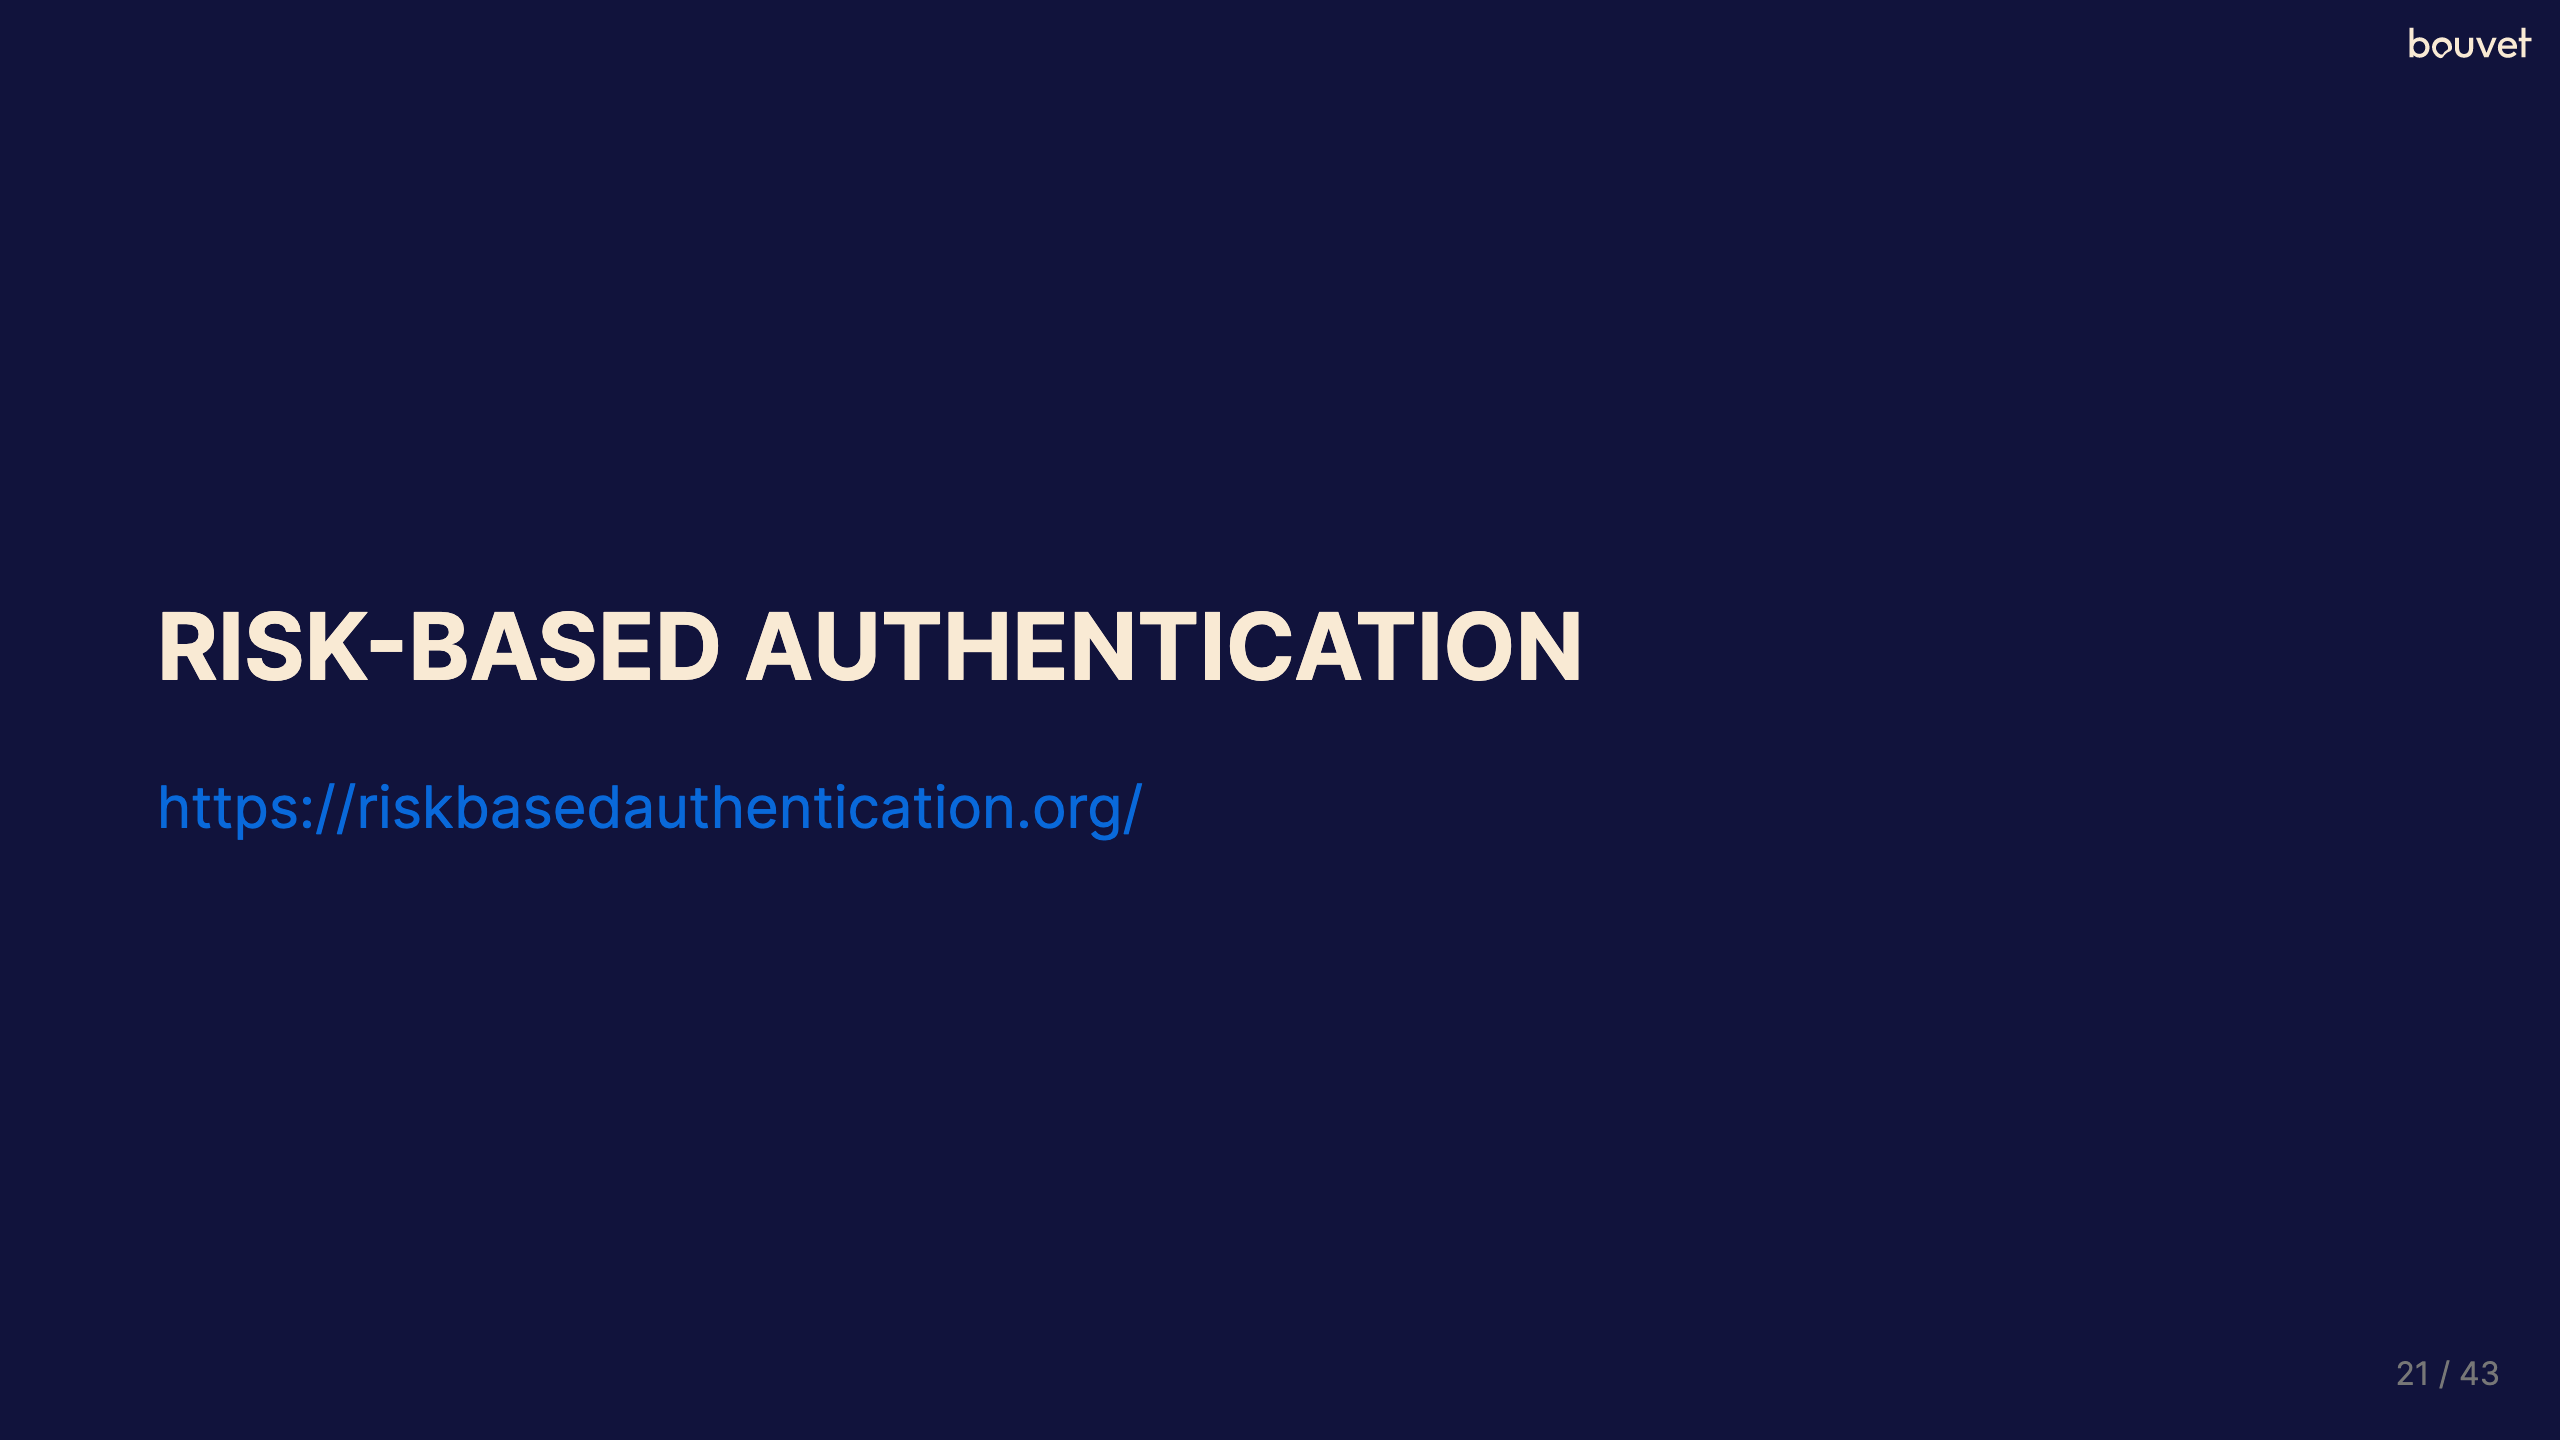 bouvet
RISK-BASED AUTHENTICATION
https://riskbasedauthentication.org/
21 / 43